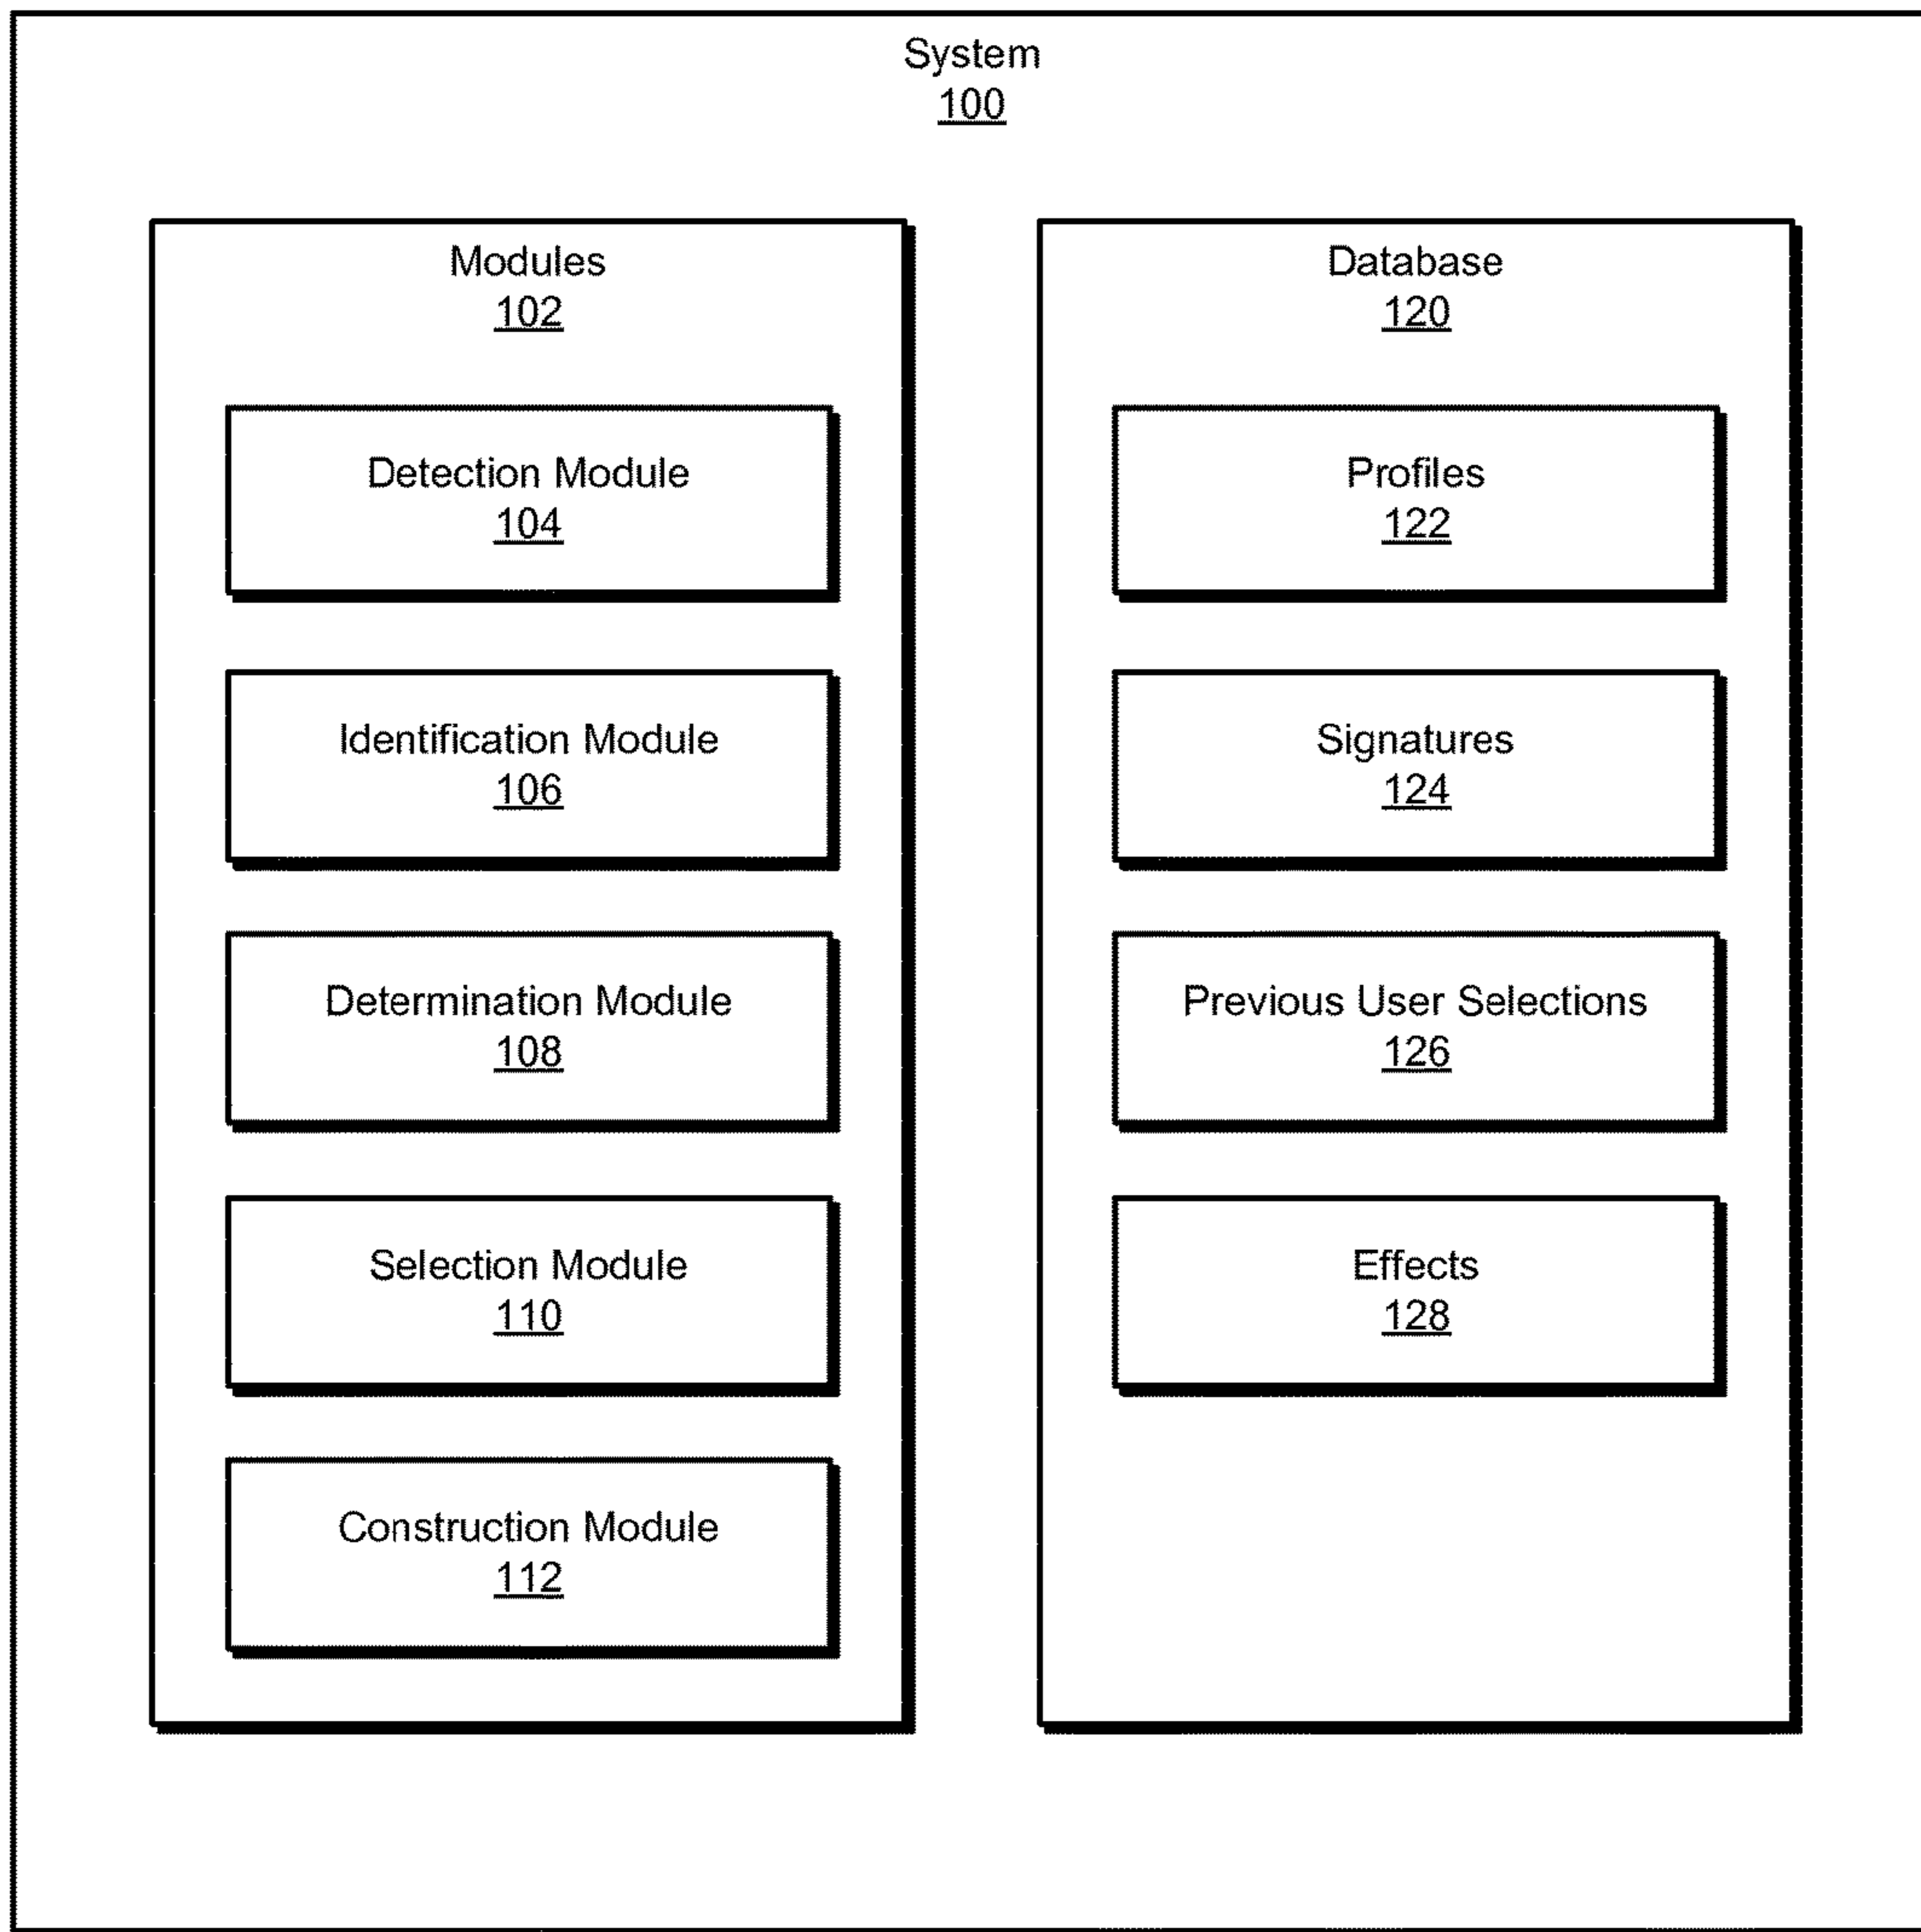 System
100
Modules
102
Detection Module
104
Identification Module
106
Determination Module
108
Selection Module
110
Construction Module
112
Database
120
Profiles
122
Signatures
124
Previous User Selections
126
Effects
128